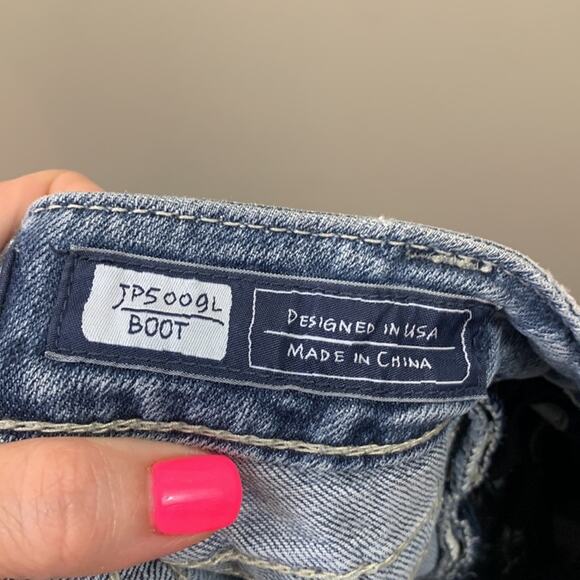 JP5009L
BOOT
DESIGNED IN USA
MADE IN CHINA